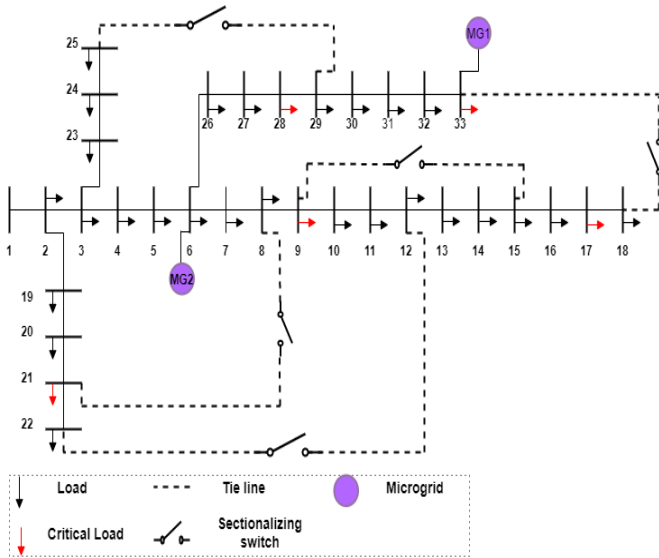 25
MG1
24
26 27 28 29 30 31 32 33
23
1 2 3 4 5 6 7 8 9 10 11 12 13 14 15 16 17 18
MG2
19
20
21
22
Load
Tie line
Microgrid
Critical Load
Sectionalizing
switch